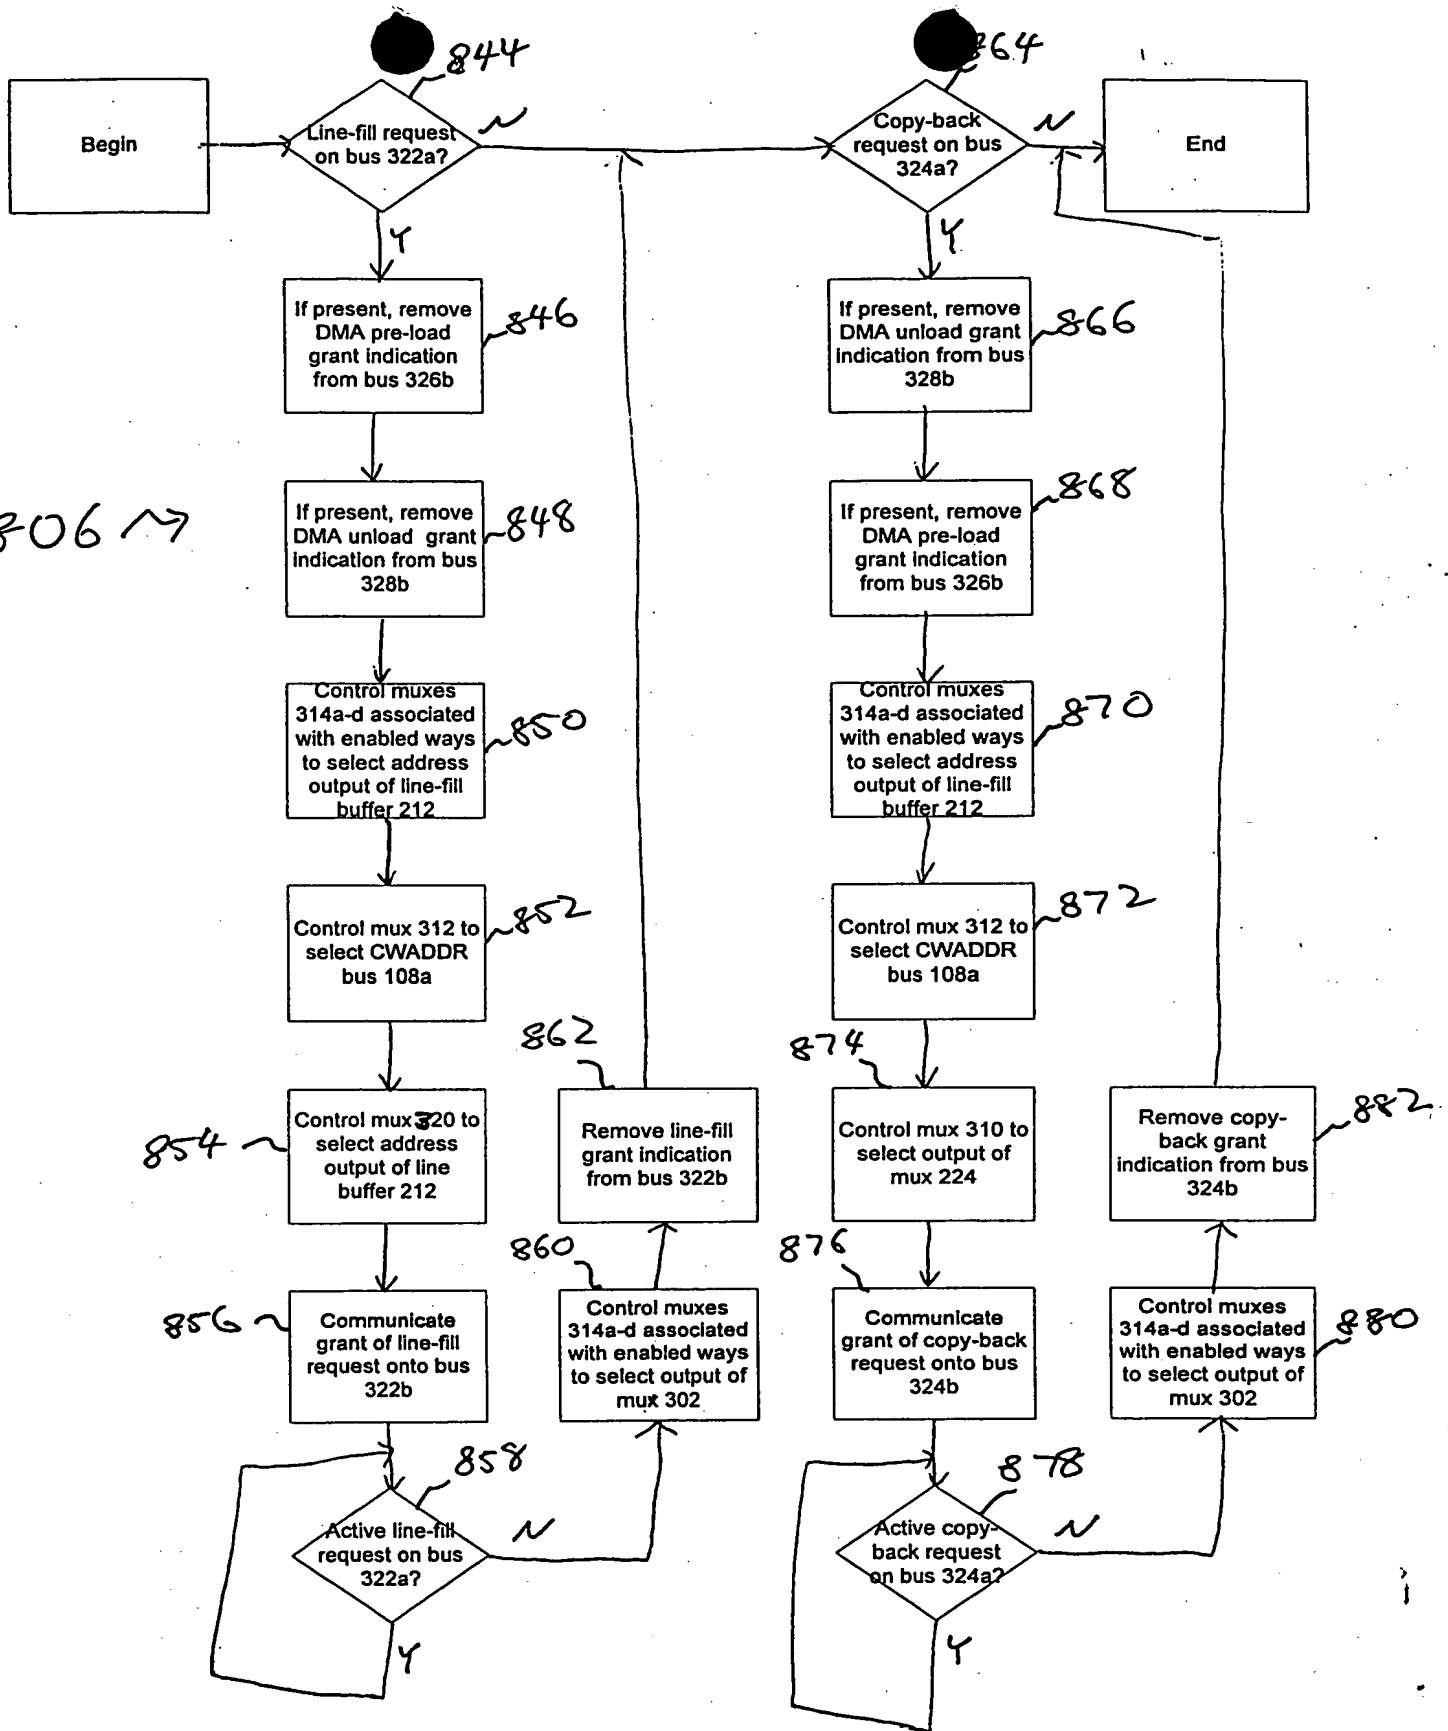 844
864
Begin
Line-fill request
on bus 322a?
N
Copy-back
request on bus
324a?
N
End
Y
Y
If present, remove
DMA pre-load
grant indication
from bus 326b
846
If present, remove
DMA unload grant
indication from bus
328b
866
806
If present, remove
DMA unload grant
indication from bus
328b
848
If present, remove
DMA pre-load
grant indication
from bus 326b
868
Control muxes
314a-d associated
with enabled ways
to select address
output of line-fill
buffer 212
850
Control muxes
314a-d associated
with enabled ways
to select address
output of line-fill
buffer 212
870
Control mux 312 to
select CWADDR
bus 108a
852
Control mux 312 to
select CWADDR
bus 108a
872
854
Control mux 320 to
select address
output of line
buffer 212
862
Remove line-fill
grant indication
from bus 322b
874
Control mux 310 to
select output of
mux 224
Remove copy-
back grant
indication from bus
324b
882
856
Communicate
grant of line-fill
request onto bus
322b
860
Control muxes
314a-d associated
with enabled ways
to select output of
mux 302
876
Communicate
grant of copy-back
request onto bus
324b
Control muxes
314a-d associated
with enabled ways
to select output of
mux 302
880
858
Active line-fill
request on bus
322a?
N
Y
878
Active copy-
back request
on bus 324a?
N
Y